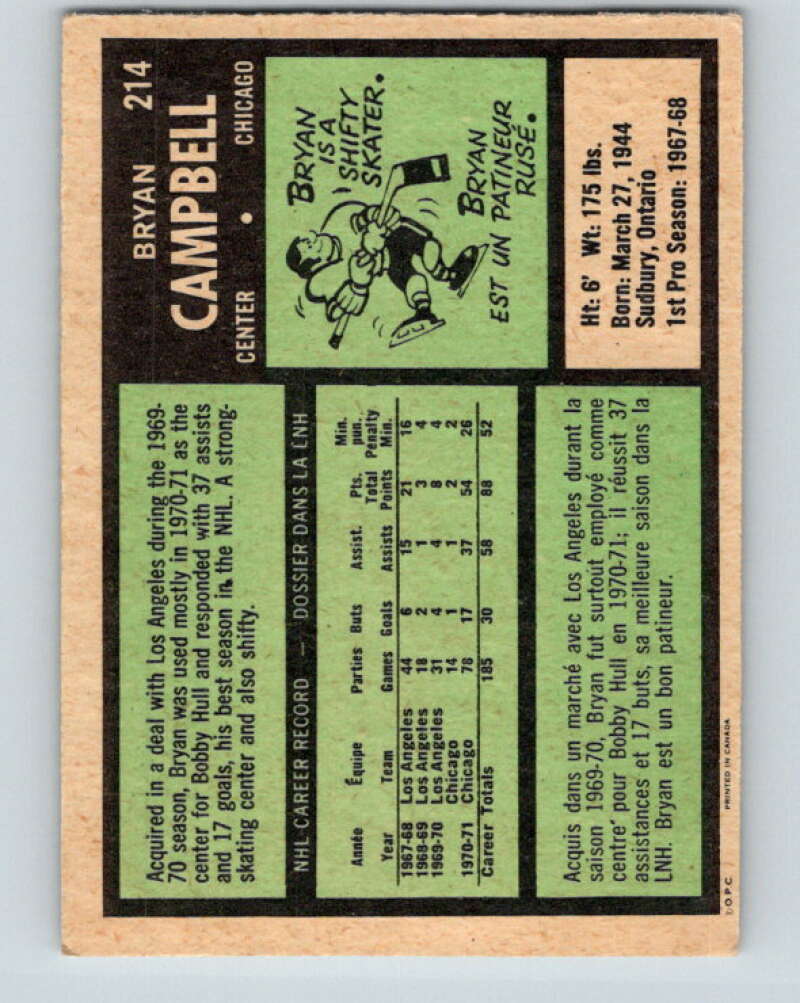 BRYAN 214
CAMPBELL
CENTER • CHICAGO
Acquired in a deal with Los Angeles during the 1969-
70 season, Bryan was used mostly in 1970-71 as the
center for Bobby Hull and responded with 37 assists
and 17 goals, his best season in the NHL. A strong-
skating center and also shifty.
BRYAN
IS A
SHIFTY
SKATER.
BRYAN
EST UN PATINEUR
RUSÉ.
NHL CAREER RECORD — DOSSIER DANS LA LNH
Année Équipe Parties Buts Assist. Pts. Total Min. pun.
Year Team Games Goals Assists Points Penalty Min.
1967-68 Los Angeles 44 6 15 21 16
1968-69 Los Angeles 18 2 1 3 4
1969-70 Los Angeles 31 4 4 8 4
Chicago 14 1 1 2 2
1970-71 Chicago 78 17 37 54 26
Career Totals 185 30 58 88 52
Ht: 6' Wt: 175 lbs.
Born: March 27, 1944
Sudbury, Ontario
1st Pro Season: 1967-68
Acquis dans un marché avec Los Angeles durant la
saison 1969-70, Bryan fut surtout employé comme
centre pour Bobby Hull en 1970-71; il réussit 37
assistances et 17 buts, sa meilleure saison dans la
LNH. Bryan est un bon patineur.
©O.P.C. PRINTED IN CANADA